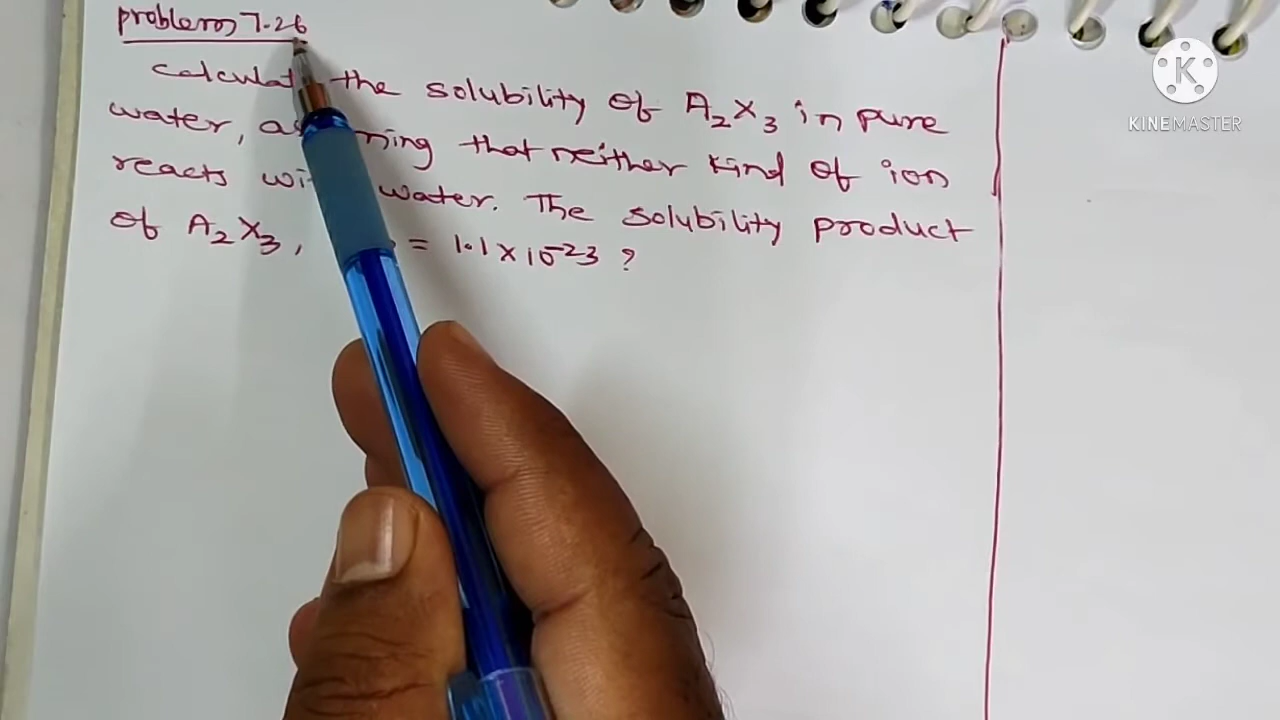 problem 7.26
calculat the solubility of A₂X₃ in pure
water, ming that neither kind of ion
reacts wi water. The solubility product
of A₂X₃, = 1.1 × 10⁻²³ ?
K
KINEMASTER